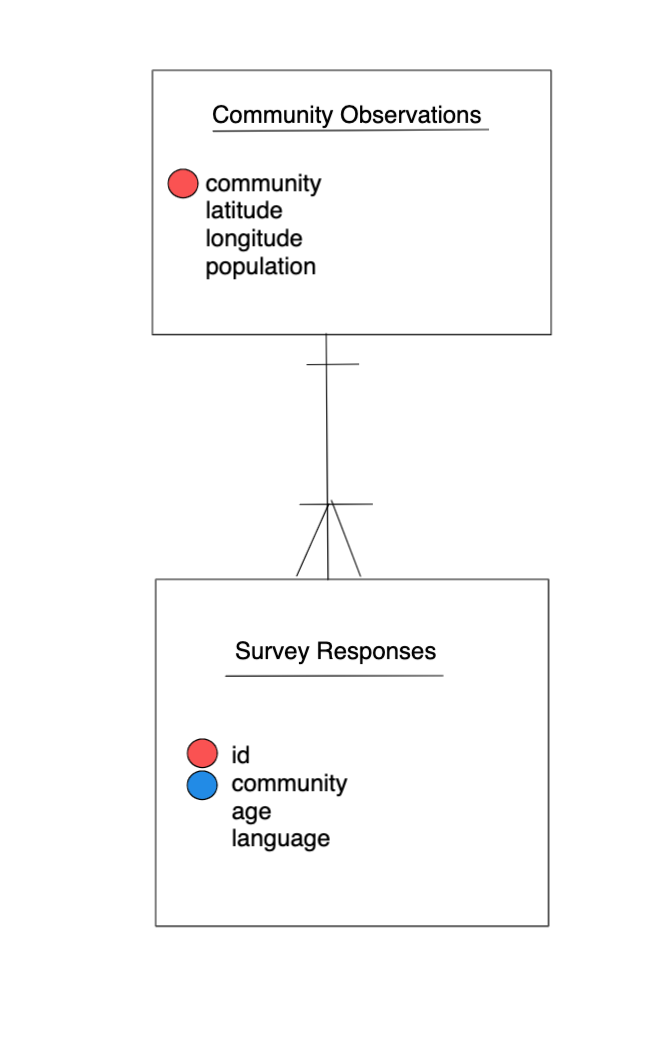 Community Observations
community
latitude
longitude
population
Survey Responses
id
community
age
language